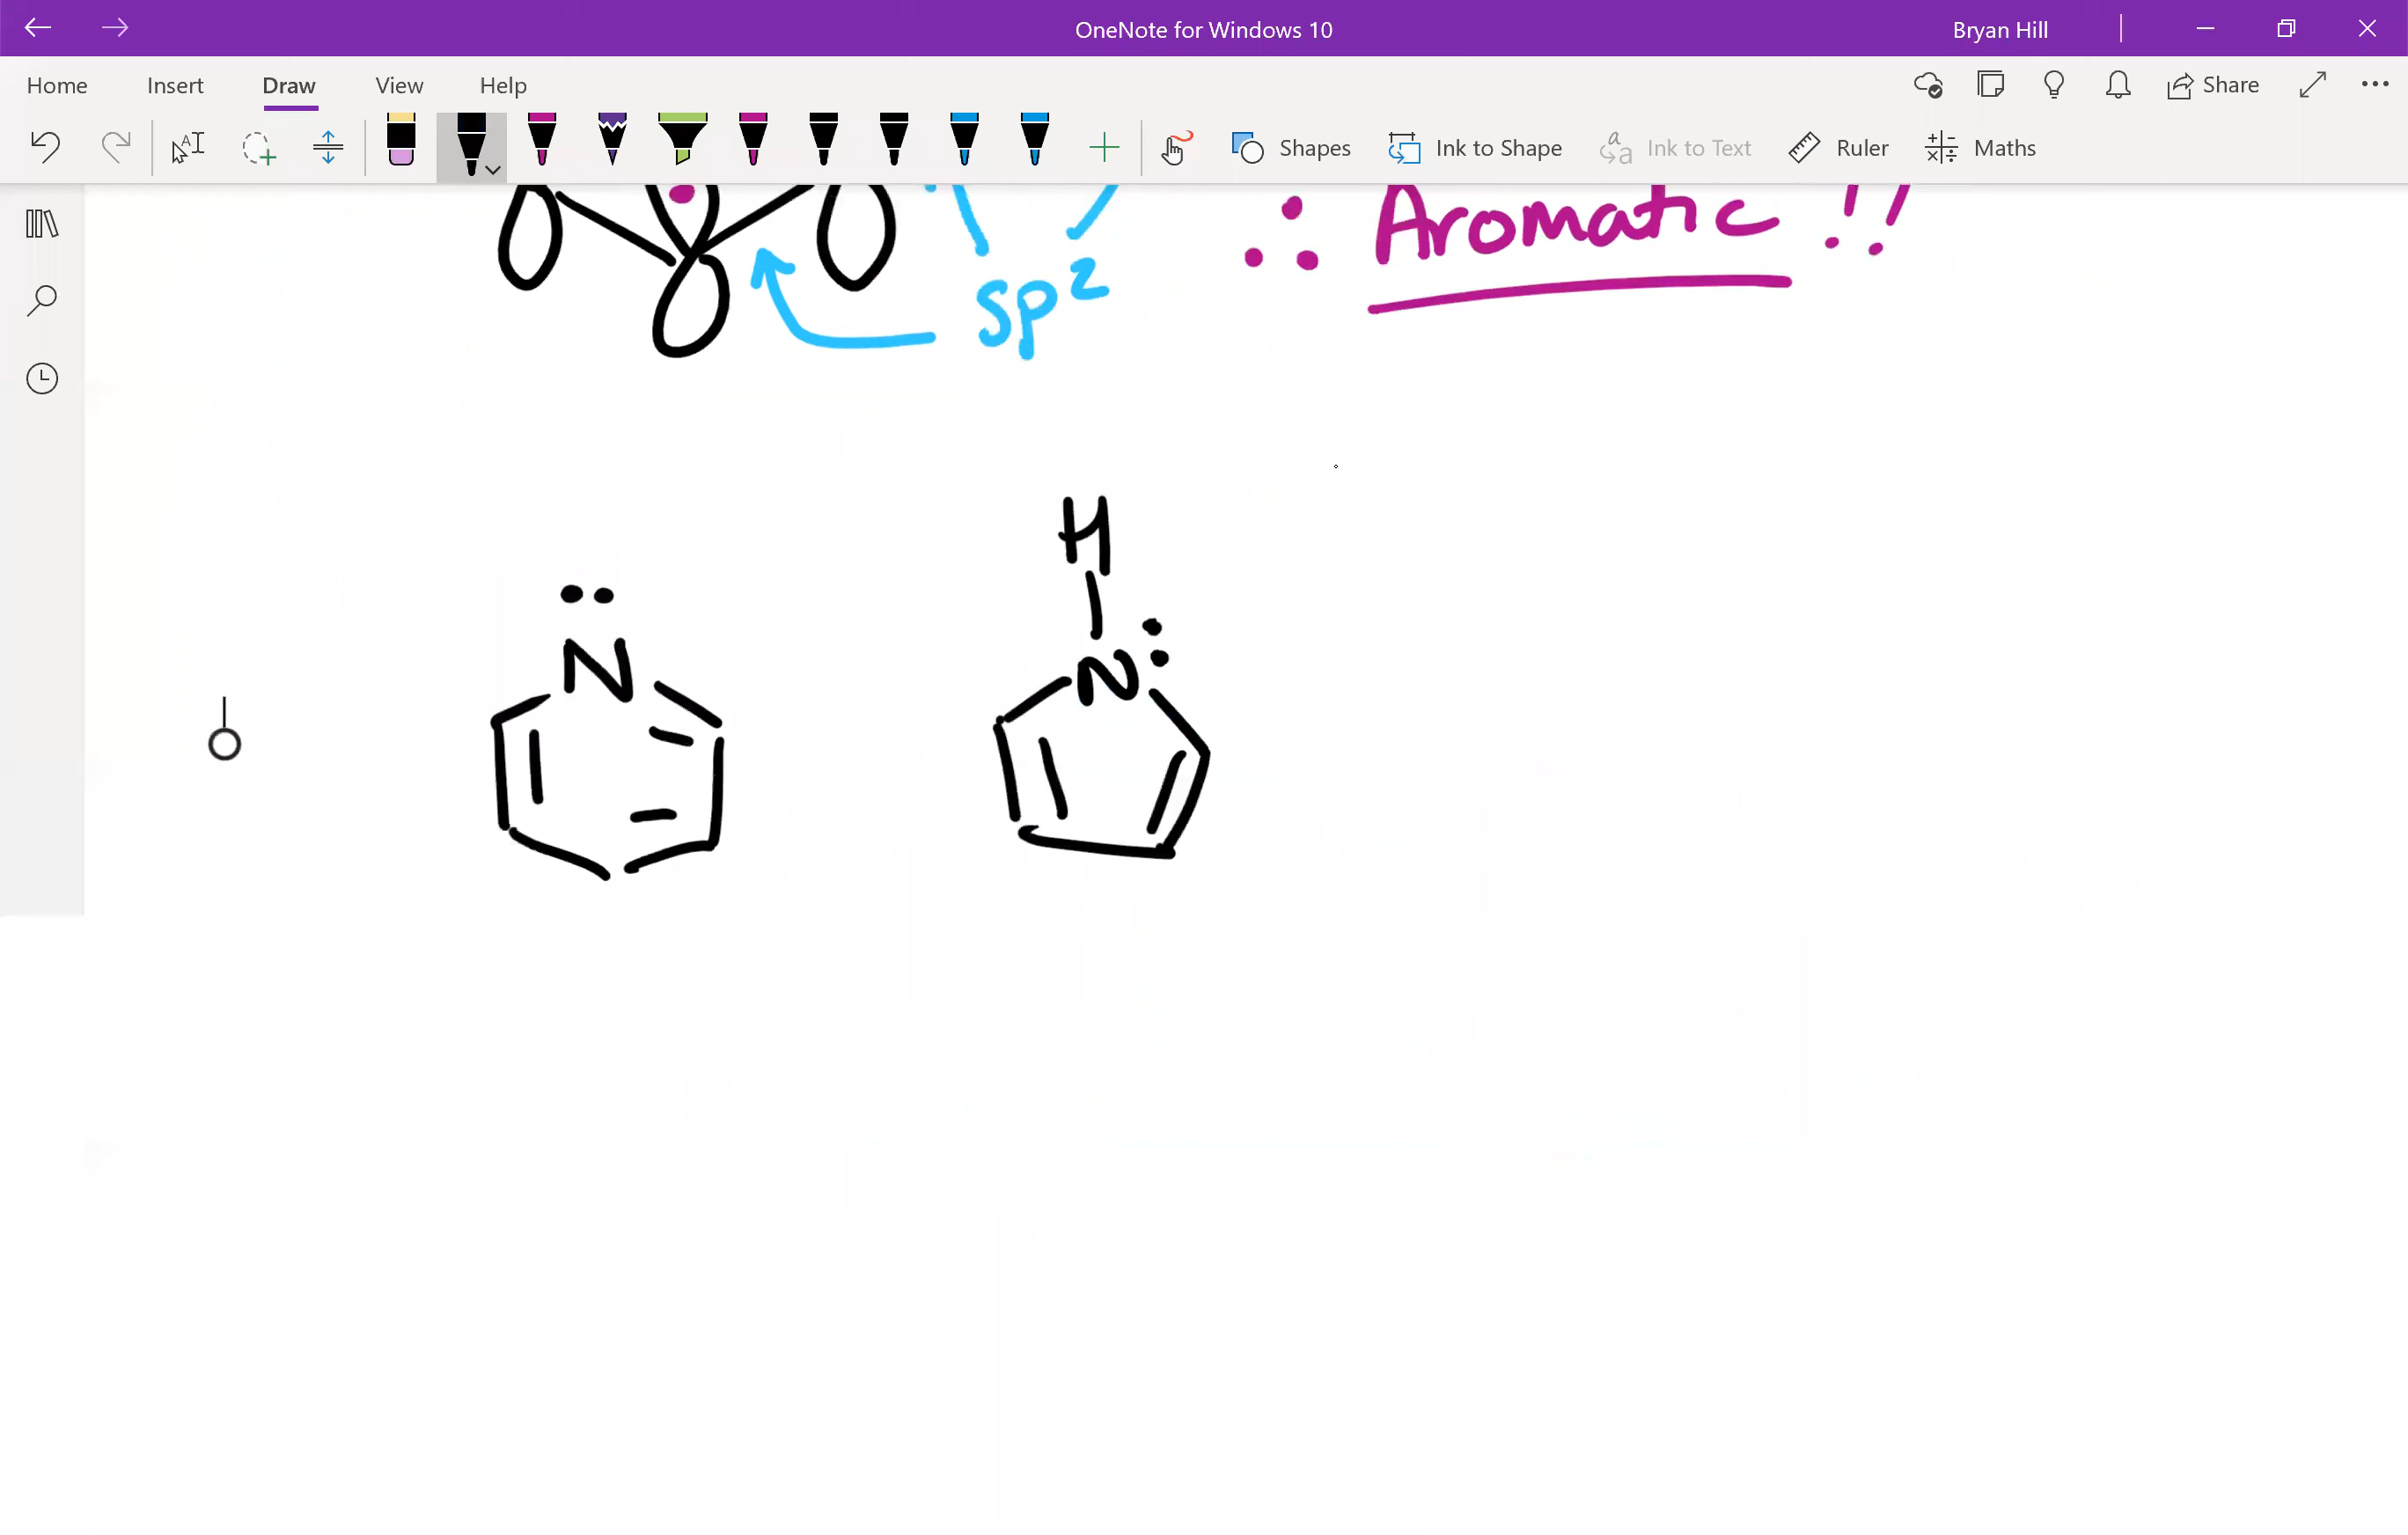 OneNote for Windows 10
Bryan Hill
Home Insert Draw View Help
Share
Shapes Ink to Shape Ink to Text Ruler Maths
∴ Aromatic !!
sp²
H
N
N